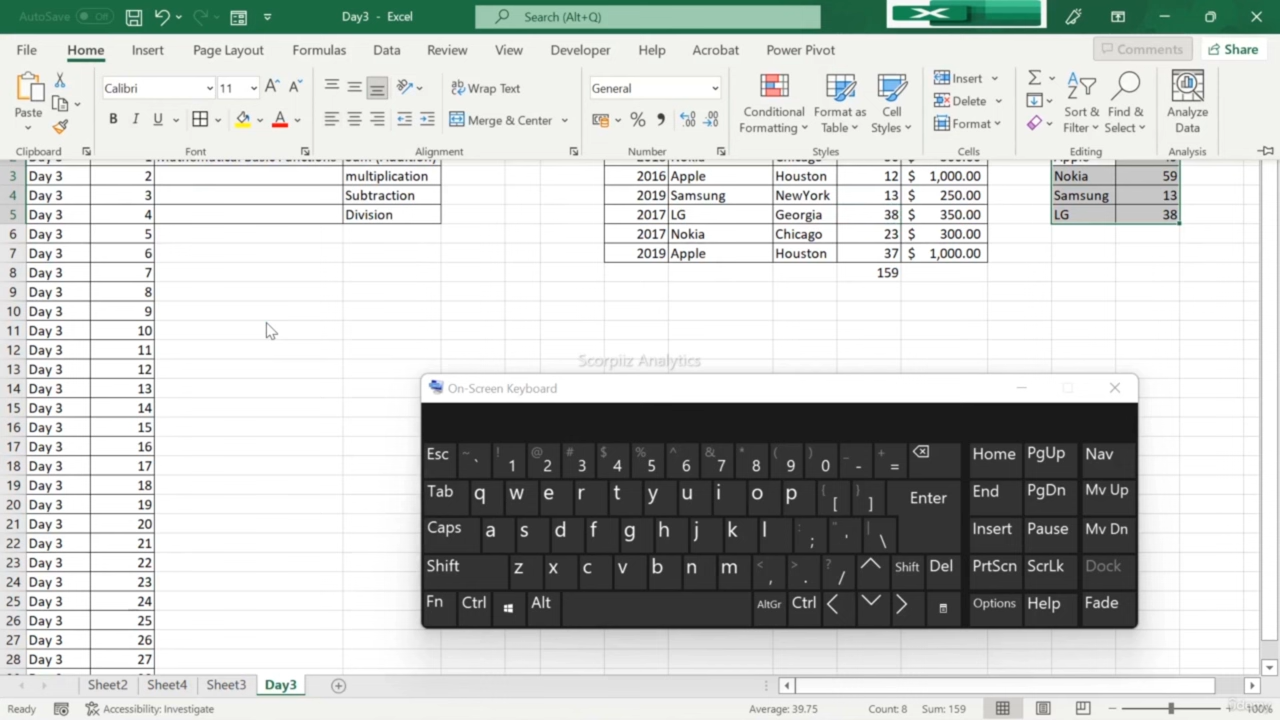 AutoSave Off Day3 - Excel Search (Alt+Q)
File Home Insert Page Layout Formulas Data Review View Developer Help Acrobat Power Pivot Comments Share
Paste Calibri 11 A^ A˅ Wrap Text General Conditional Formatting Format as Table Cell Styles Insert Sort & Filter Find & Select Analyze Data
B I U A Merge & Center % , Delete
Format
Clipboard Font Alignment Number Styles Cells Editing Analysis
3 Day 3 2 multiplication 2016 Apple Houston 12 $ 1,000.00 Nokia 59
4 Day 3 3 Subtraction 2019 Samsung NewYork 13 $ 250.00 Samsung 13
5 Day 3 4 Division 2017 LG Georgia 38 $ 350.00 LG 38
6 Day 3 5 2017 Nokia Chicago 23 $ 300.00
7 Day 3 6 2019 Apple Houston 37 $ 1,000.00
8 Day 3 7 159
9 Day 3 8
10 Day 3 9
11 Day 3 10
12 Day 3 11
Scorpiiz Analytics
13 Day 3 12
14 Day 3 13
15 Day 3 14
16 Day 3 15
17 Day 3 16
18 Day 3 17
19 Day 3 18
20 Day 3 19
21 Day 3 20
22 Day 3 21
23 Day 3 22
24 Day 3 23
25 Day 3 24
26 Day 3 25
27 Day 3 26
28 Day 3 27
On-Screen Keyboard
Esc ~ ` ! 1 @ 2 # 3 $ 4 % 5 ^ 6 & 7 * 8 ( 9 ) 0 _ - + = Home PgUp Nav
Tab q w e r t y u i o p { [ } ] Enter End PgDn Mv Up
Caps a s d f g h j k l : ; " ' | \ Insert Pause Mv Dn
Shift z x c v b n m < , > . ? / Shift Del PrtScn ScrLk Dock
Fn Ctrl Alt AltGr Ctrl Options Help Fade
Sheet2 Sheet4 Sheet3 Day3
Ready Accessibility: Investigate Average: 39.75 Count: 8 Sum: 159 100%